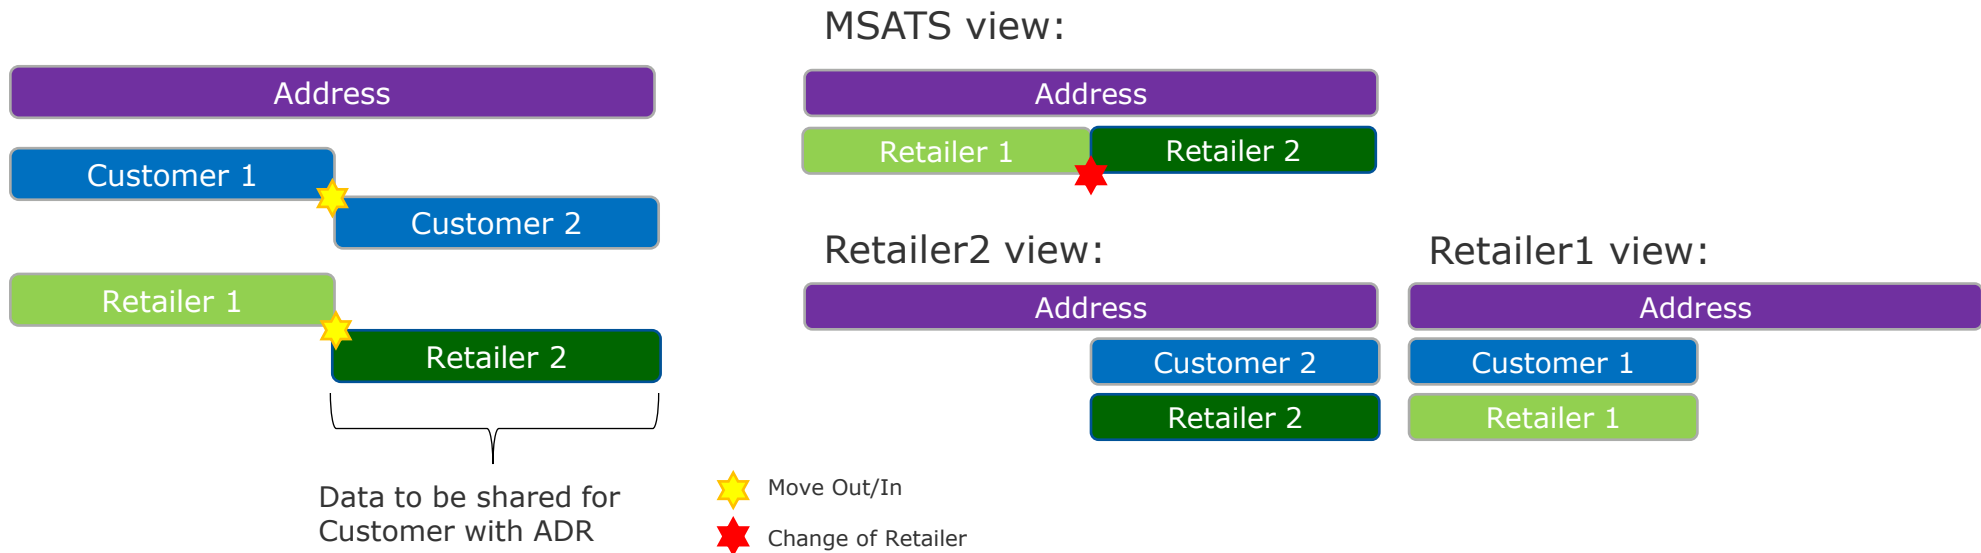 Address
Customer 1
Customer 2
Retailer 1
Retailer 2
Data to be shared for
Customer with ADR
MSATS view:
Address
Retailer 1
Retailer 2
Retailer2 view:
Address
Customer 2
Retailer 2
Retailer1 view:
Address
Customer 1
Retailer 1
Move Out/In
Change of Retailer